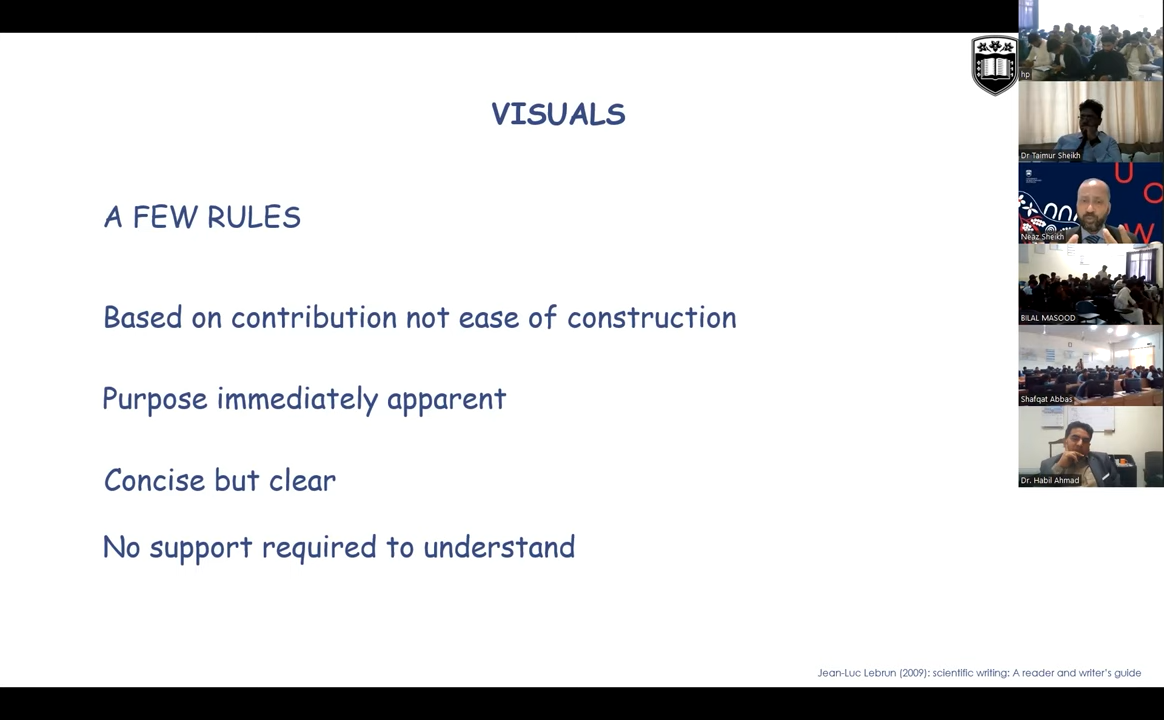 VISUALS
A FEW RULES
Based on contribution not ease of construction
Purpose immediately apparent
Concise but clear
No support required to understand
Jean-Luc Lebrun (2009): scientific writing: A reader and writer's guide
hp
Dr Taimur Sheikh
U
O
W
Neaz Sheikh
BILAL MASOOD
Shafqat Abbas
Dr. Habil Ahmad